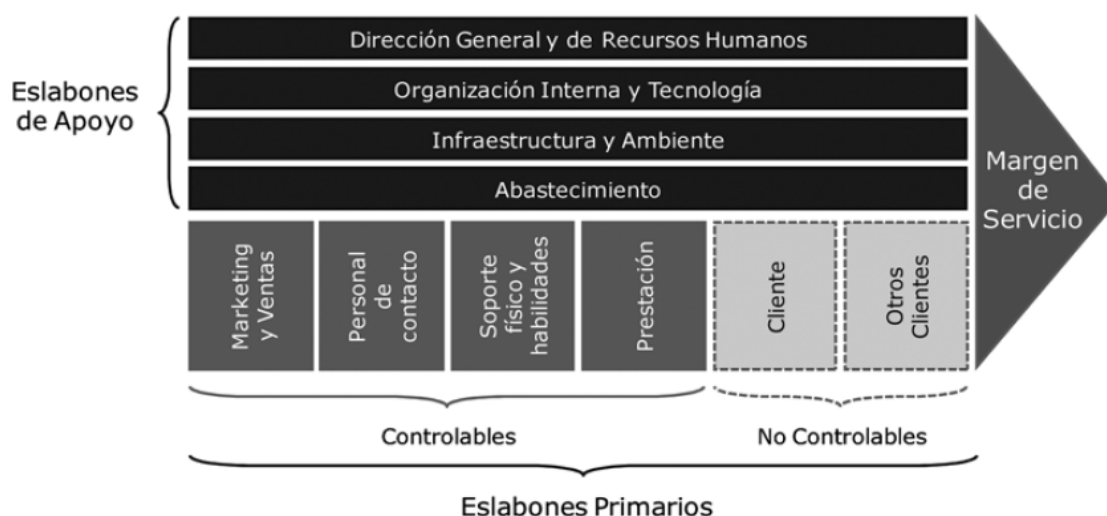 Eslabones
de Apoyo
Dirección General y de Recursos Humanos
Organización Interna y Tecnología
Infraestructura y Ambiente
Abastecimiento
Margen
de
Servicio
Marketing
y Ventas
Personal
de
contacto
Soporte
físico y
habilidades
Prestación
Cliente
Otros
Clientes
Controlables
No Controlables
Eslabones Primarios